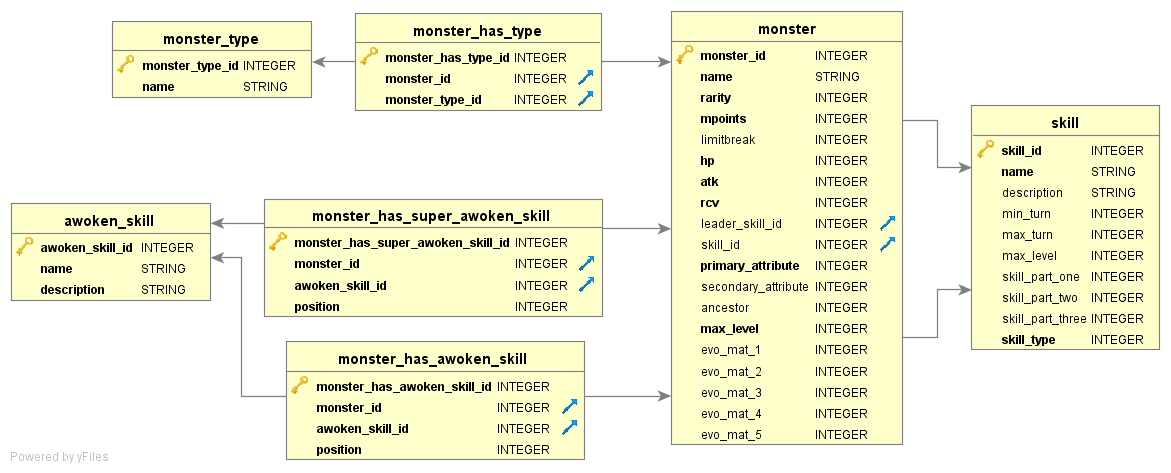 monster_type
monster_type_id INTEGER
name STRING
monster_has_type
monster_has_type_id INTEGER
monster_id INTEGER
monster_type_id INTEGER
monster
monster_id INTEGER
name STRING
rarity INTEGER
mpoints INTEGER
limitbreak INTEGER
hp INTEGER
atk INTEGER
rcv INTEGER
leader_skill_id INTEGER
skill_id INTEGER
primary_attribute INTEGER
secondary_attribute INTEGER
ancestor INTEGER
max_level INTEGER
evo_mat_1 INTEGER
evo_mat_2 INTEGER
evo_mat_3 INTEGER
evo_mat_4 INTEGER
evo_mat_5 INTEGER
skill
skill_id INTEGER
name STRING
description STRING
min_turn INTEGER
max_turn INTEGER
max_level INTEGER
skill_part_one INTEGER
skill_part_two INTEGER
skill_part_three INTEGER
skill_type INTEGER
awoken_skill
awoken_skill_id INTEGER
name STRING
description STRING
monster_has_super_awoken_skill
monster_has_super_awoken_skill_id INTEGER
monster_id INTEGER
awoken_skill_id INTEGER
position INTEGER
monster_has_awoken_skill
monster_has_awoken_skill_id INTEGER
monster_id INTEGER
awoken_skill_id INTEGER
position INTEGER
Powered by yFiles